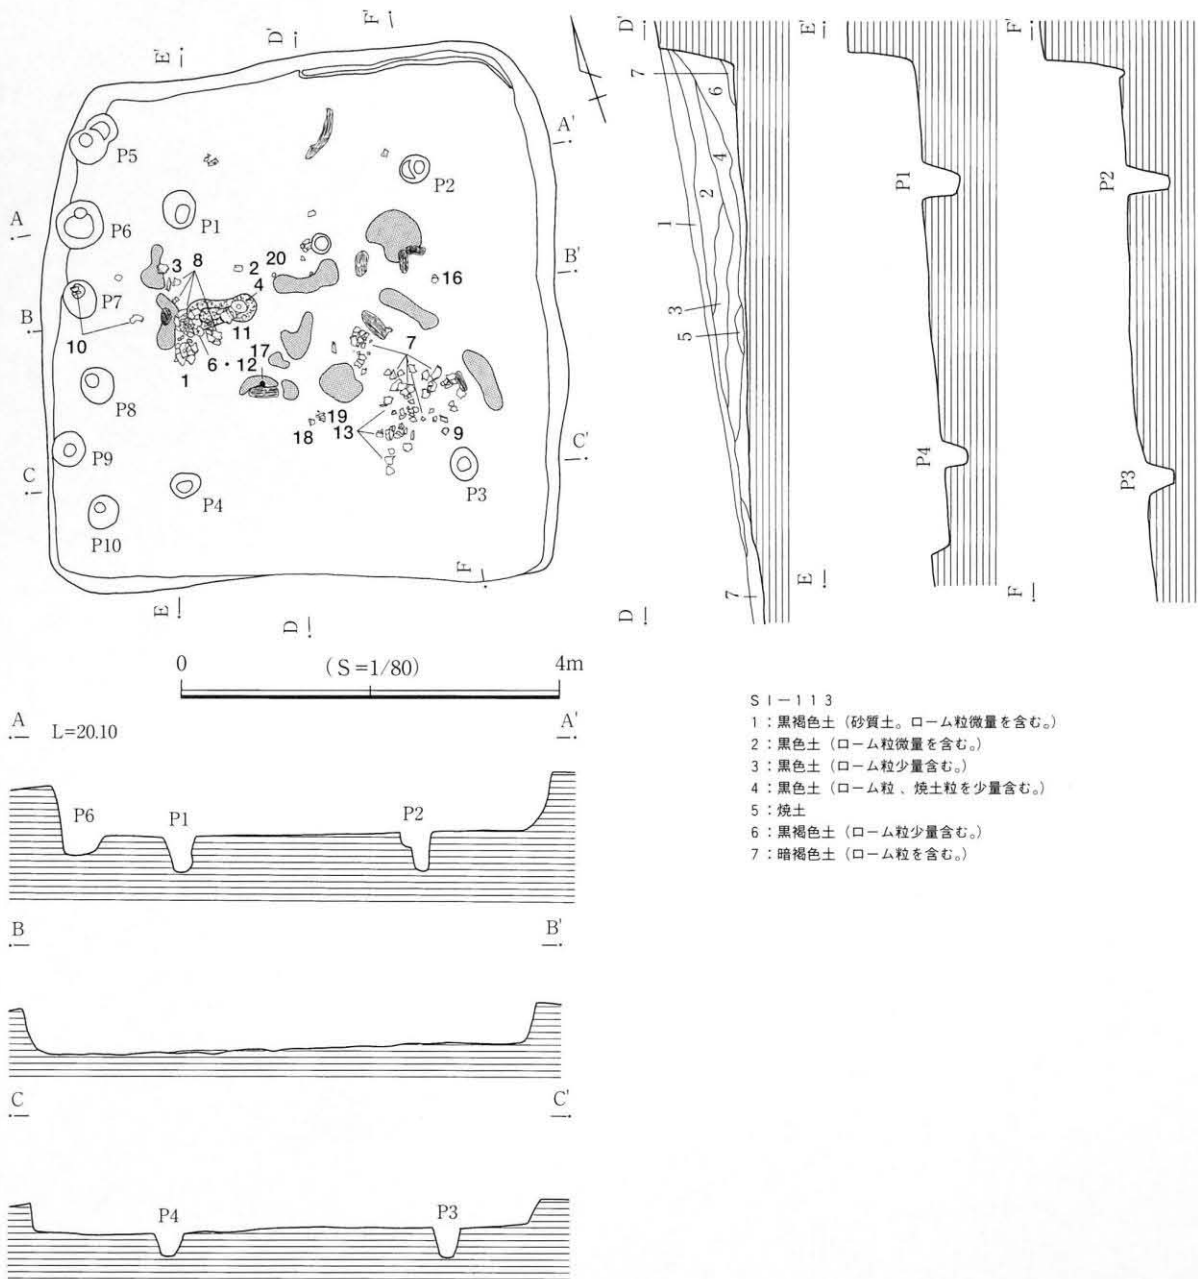 F' D' E'
A'
P5 P2
A P6 P1
B'
3 8 2 20 4 16
P7
B 10 11 7
1 6・12 17
P8
19
18 13 9
P9 C'
C P4 P3
P10
F
E D
0 (S=1/80) 4m
D' E' F'
7 6 4 2 1 3 5 7
P1 P4
P2 P3
D E F
SI-113
1:黒褐色土(砂質土。ローム粒微量を含む。)
2:黒色土(ローム粒微量を含む。)
3:黒色土(ローム粒少量含む。)
4:黒色土(ローム粒、焼土粒を少量含む。)
5:焼土
6:黒褐色土(ローム粒少量含む。)
7:暗褐色土(ローム粒を含む。)
A L=20.10 A'
P6 P1 P2
B B'
C C'
P4 P3